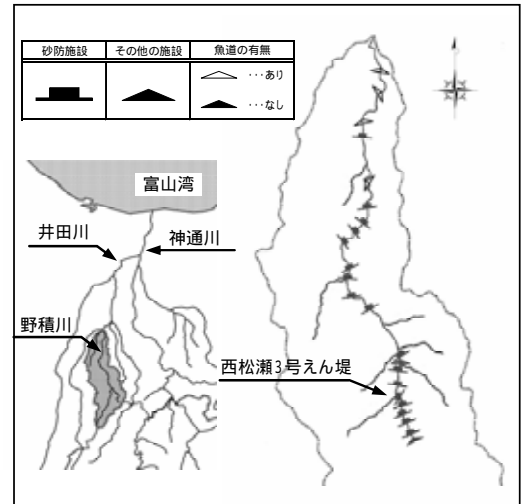 砂防施設 その他の施設 魚道の有無
･･･あり
･･･なし
富山湾
井田川
神通川
野積川
西松瀬3号えん堤